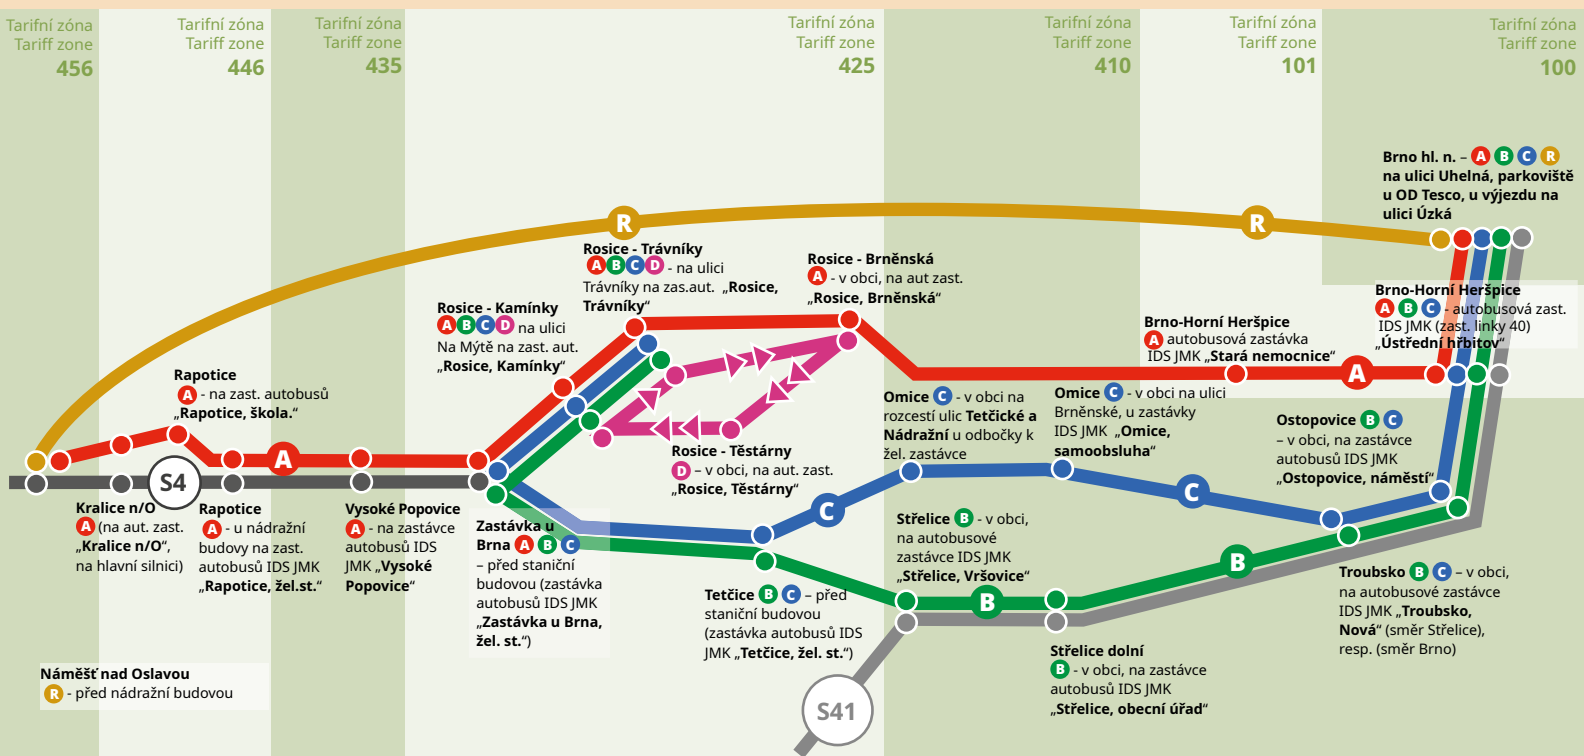 Tarifní zóna
Tariff zone
456
Tarifní zóna
Tariff zone
446
Tarifní zóna
Tariff zone
435
Tarifní zóna
Tariff zone
425
Tarifní zóna
Tariff zone
410
Tarifní zóna
Tariff zone
101
Tarifní zóna
Tariff zone
100
Brno hl. n. – A B C R
na ulici Uhelná, parkoviště
u OD Tesco, u výjezdu na
ulici Úzká
R
R
Rosice - Trávníky
A B C D - na ulici
Trávníky na zas.aut. „Rosice,
Trávníky“
Rosice - Brněnská
A - v obci, na aut zast.
„Rosice, Brněnská“
Rosice - Kamínky
A B C D na ulici
Na Mýtě na zast. aut.
„Rosice, Kamínky“
Brno-Horní Heršpice
A B C - autobusová zast.
IDS JMK (zast. linky 40)
„Ústřední hřbitov“
Brno-Horní Heršpice
A autobusová zastávka
IDS JMK „Stará nemocnice“
A
Rapotice
A - na zast. autobusů
„Rapotice, škola.“
A
S4
Omice C - v obci na
rozcestí ulic Tetčické a
Nádražní u odbočky k
žel. zastávce
Omice C - v obci na ulici
Brněnské, u zastávky
IDS JMK „Omice,
samoobsluha“
Ostopovice B C
– v obci, na zastávce
autobusů IDS JMK
„Ostopovice, náměstí“
Rosice - Těstárny
D – v obci, na aut. zast.
„Rosice, Těstárny“
C
C
Kralice n/O
A (na aut. zast.
„Kralice n/O“,
na hlavní silnici)
Rapotice
A - u nádražní
budovy na zast.
autobusů IDS JMK
„Rapotice, žel.st.“
Vysoké Popovice
A - na zastávce
autobusů IDS
JMK „Vysoké
Popovice“
Zastávka u
Brna A B C
– před staniční
budovou (zastávka
autobusů IDS JMK
„Zastávka u Brna,
žel. st.“)
Střelice B - v obci,
na autobusové
zastávce IDS JMK
„Střelice, Vršovice“
B
B
Tetčice B C – před
staniční budovou
(zastávka autobusů IDS
JMK „Tetčice, žel. st.“)
Troubsko B C – v obci,
na autobusové zastávce
IDS JMK „Troubsko,
Nová“ (směr Střelice),
resp. (směr Brno)
Střelice dolní
B - v obci, na zastávce
autobusů IDS JMK
„Střelice, obecní úřad“
S41
Náměšť nad Oslavou
R - před nádražní budovou